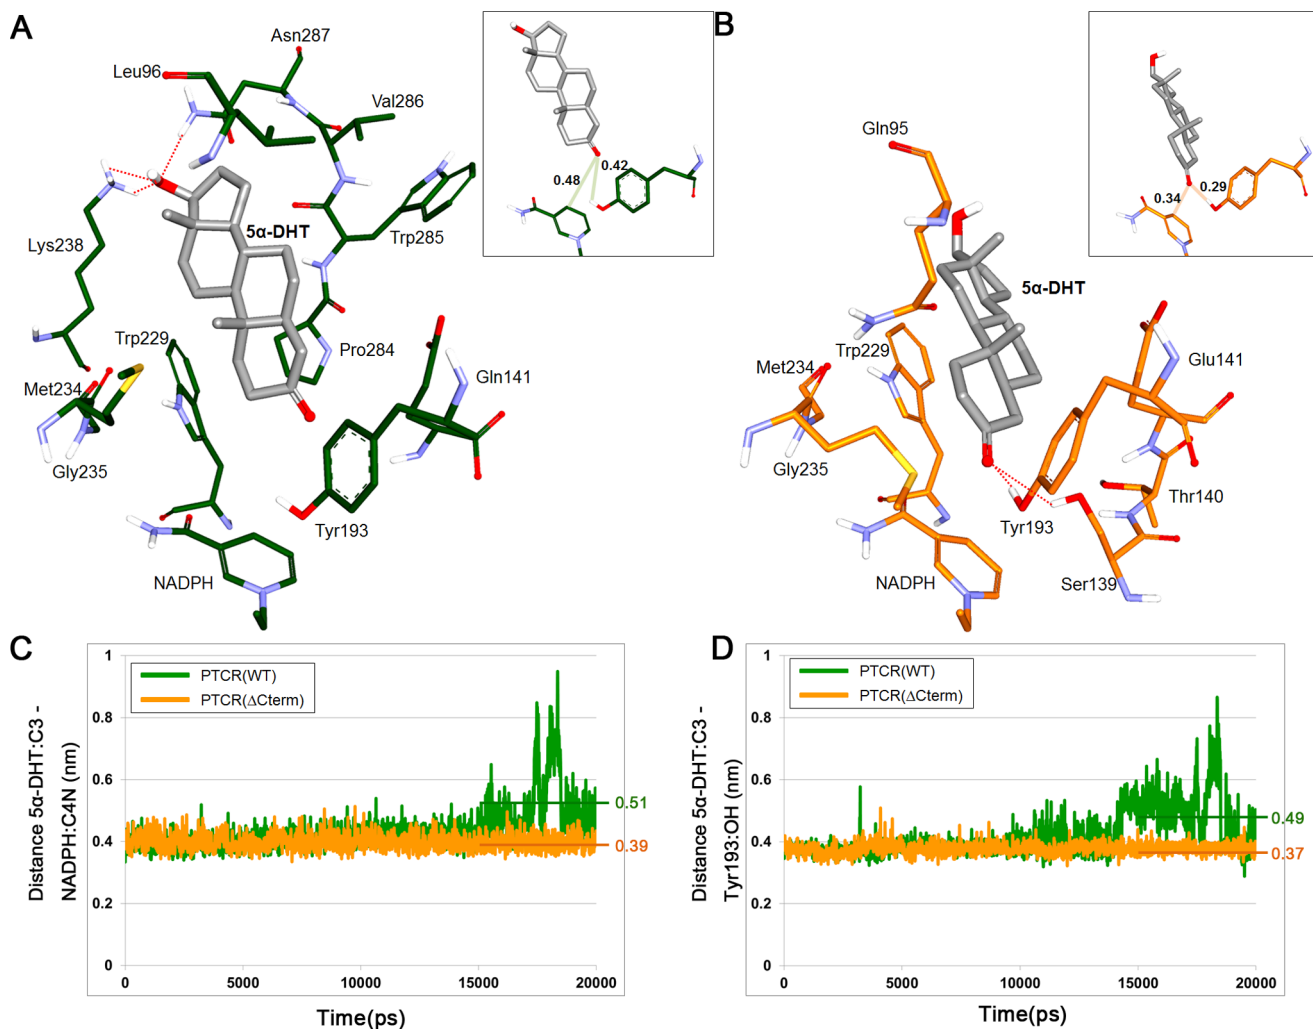 A
Asn287
Leu96
Val286
5α-DHT
Trp285
Lys238
Trp229
Pro284
Met234
Gln141
Gly235
Tyr193
NADPH
0.42
0.48
B
Gln95
5α-DHT
Trp229
Met234
Glu141
Gly235
Thr140
Tyr193
NADPH
Ser139
0.29
0.34
C
Distance 5α-DHT:C3 -
NADPH:C4N (nm)
1
0.8
0.6
0.4
0.2
0
PTCR(WT)
PTCR(ΔCterm)
0.51
0.39
0 5000 10000 15000 20000
Time(ps)
D
Distance 5α-DHT:C3 -
Tyr193:OH (nm)
1
0.8
0.6
0.4
0.2
0
PTCR(WT)
PTCR(ΔCterm)
0.49
0.37
0 5000 10000 15000 20000
Time(ps)